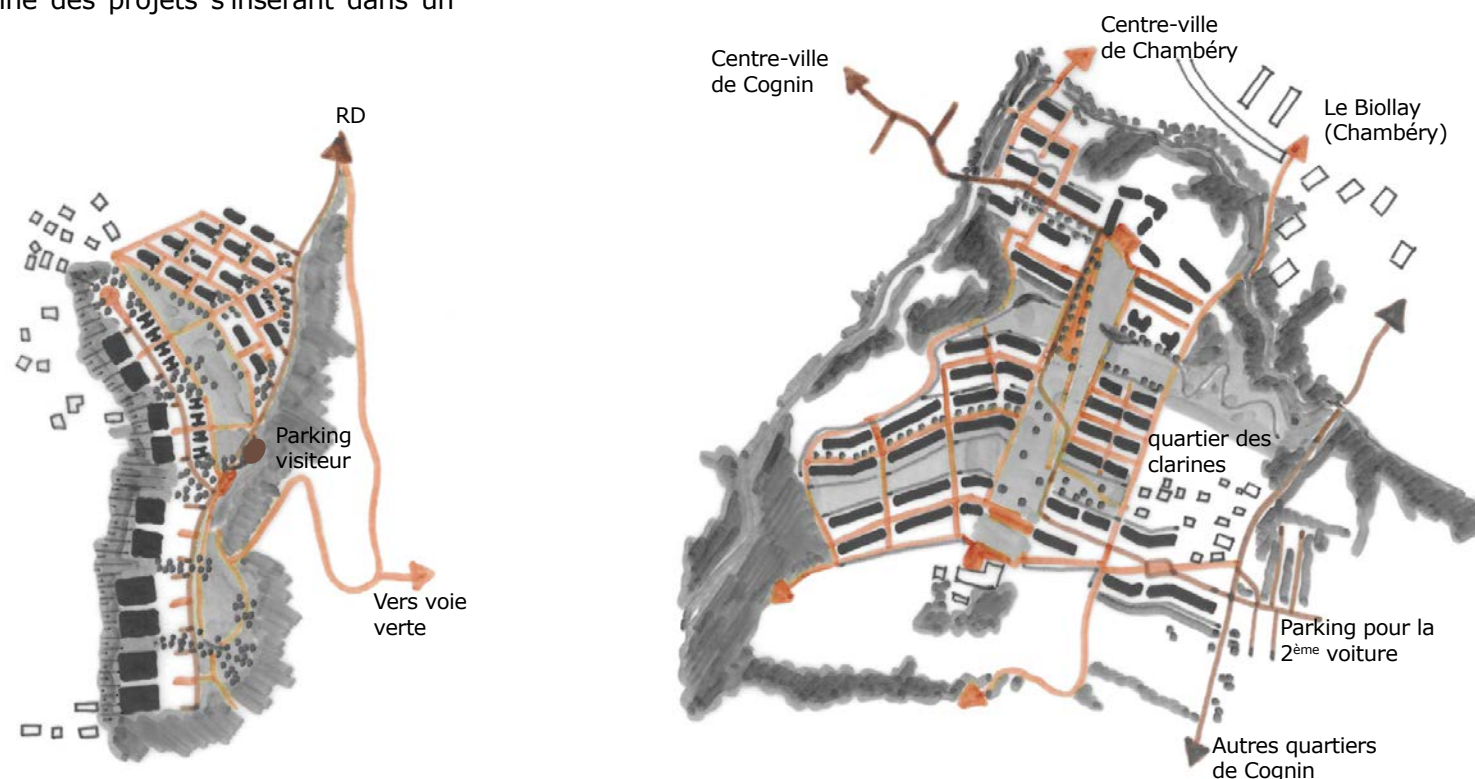 ine des projets s'insérant dans un
RD
Parking
visiteur
Vers voie
verte
Centre-ville
de Cognin
Centre-ville
de Chambéry
Le Biollay
(Chambéry)
quartier des
clarines
Parking pour la
2ème voiture
Autres quartiers
de Cognin